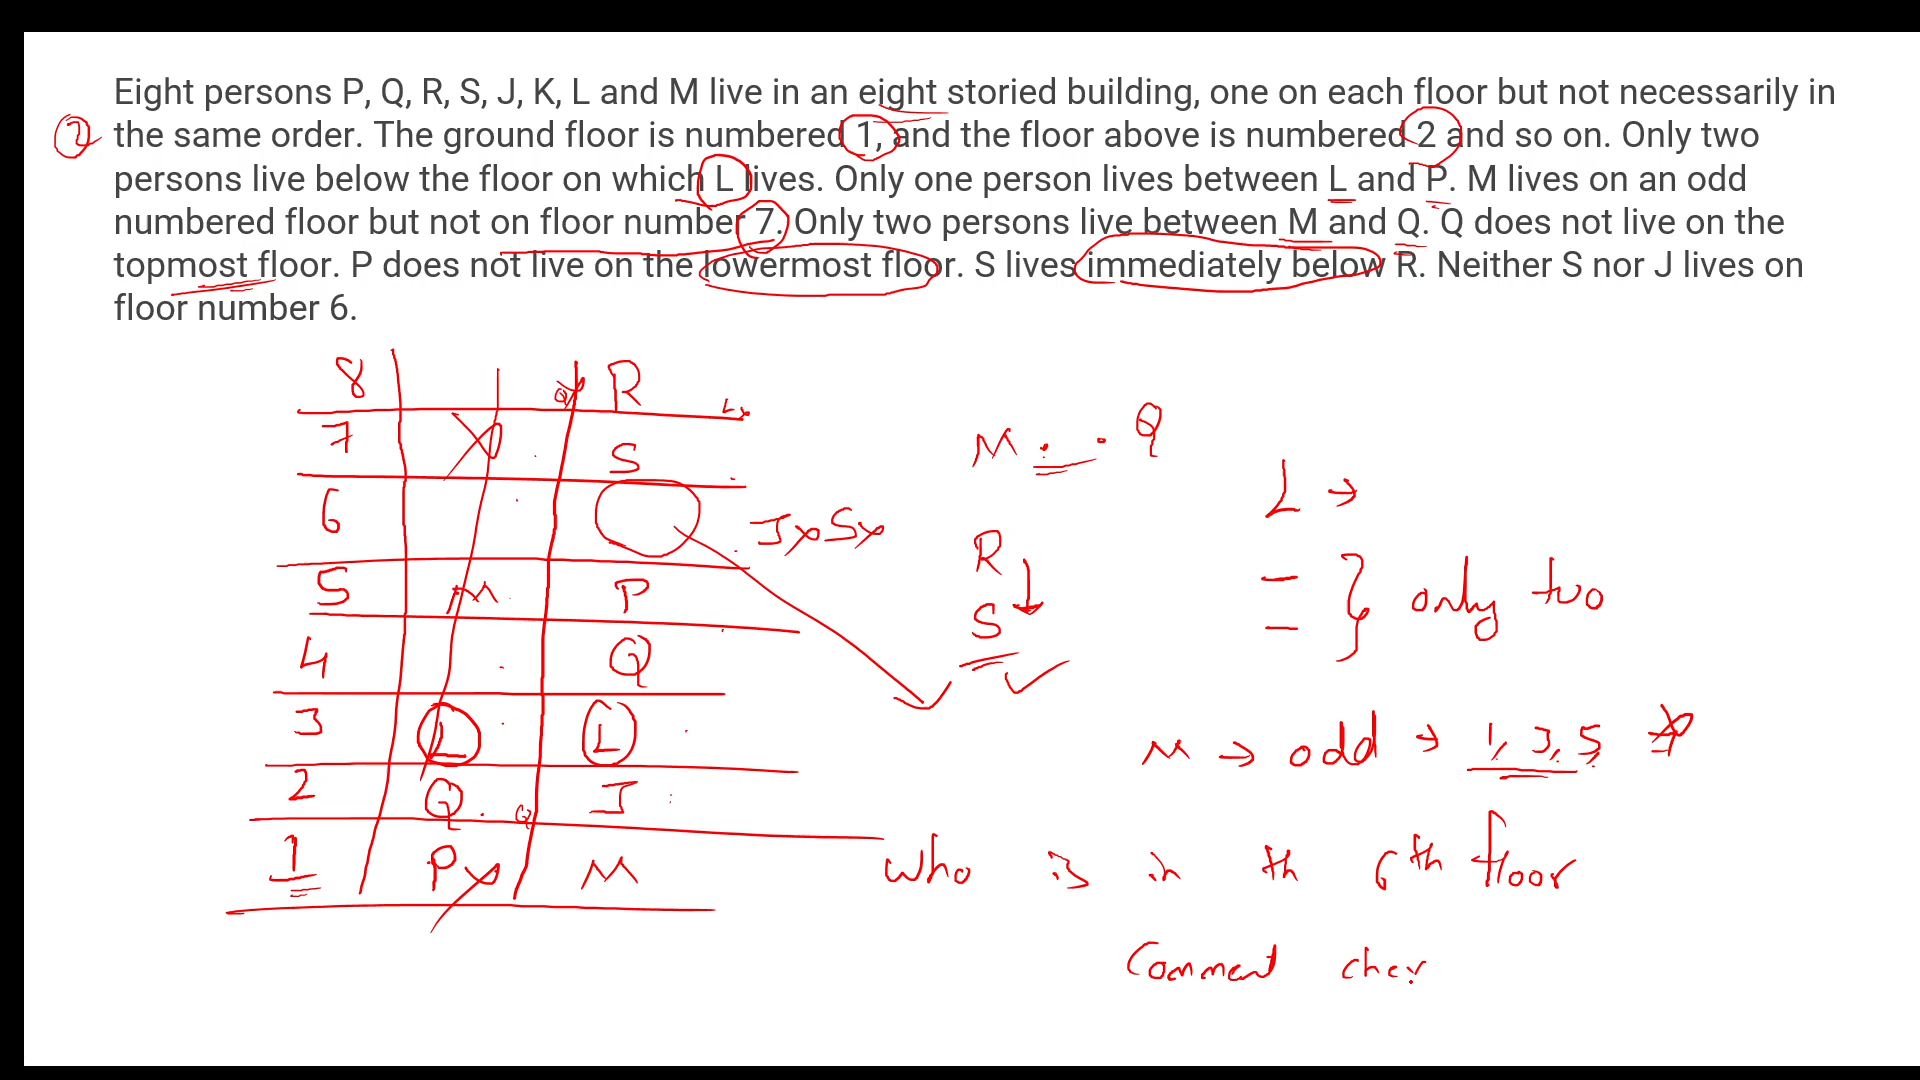 Eight persons P, Q, R, S, J, K, L and M live in an eight storied building, one on each floor but not necessarily in
2 the same order. The ground floor is numbered 1, and the floor above is numbered 2 and so on. Only two
persons live below the floor on which L lives. Only one person lives between L and P. M lives on an odd
numbered floor but not on floor number 7. Only two persons live between M and Q. Q does not live on the
topmost floor. P does not live on the lowermost floor. S lives immediately below R. Neither S nor J lives on
floor number 6.
8 Q R
7 S
6 J x S x
5 M P
4 Q
3 L L
2 Q Q J
1 P x M
M . . Q
R
S
L →
only two
M → odd → 1, 3, 5 7
who is in th 6th floor
Comment